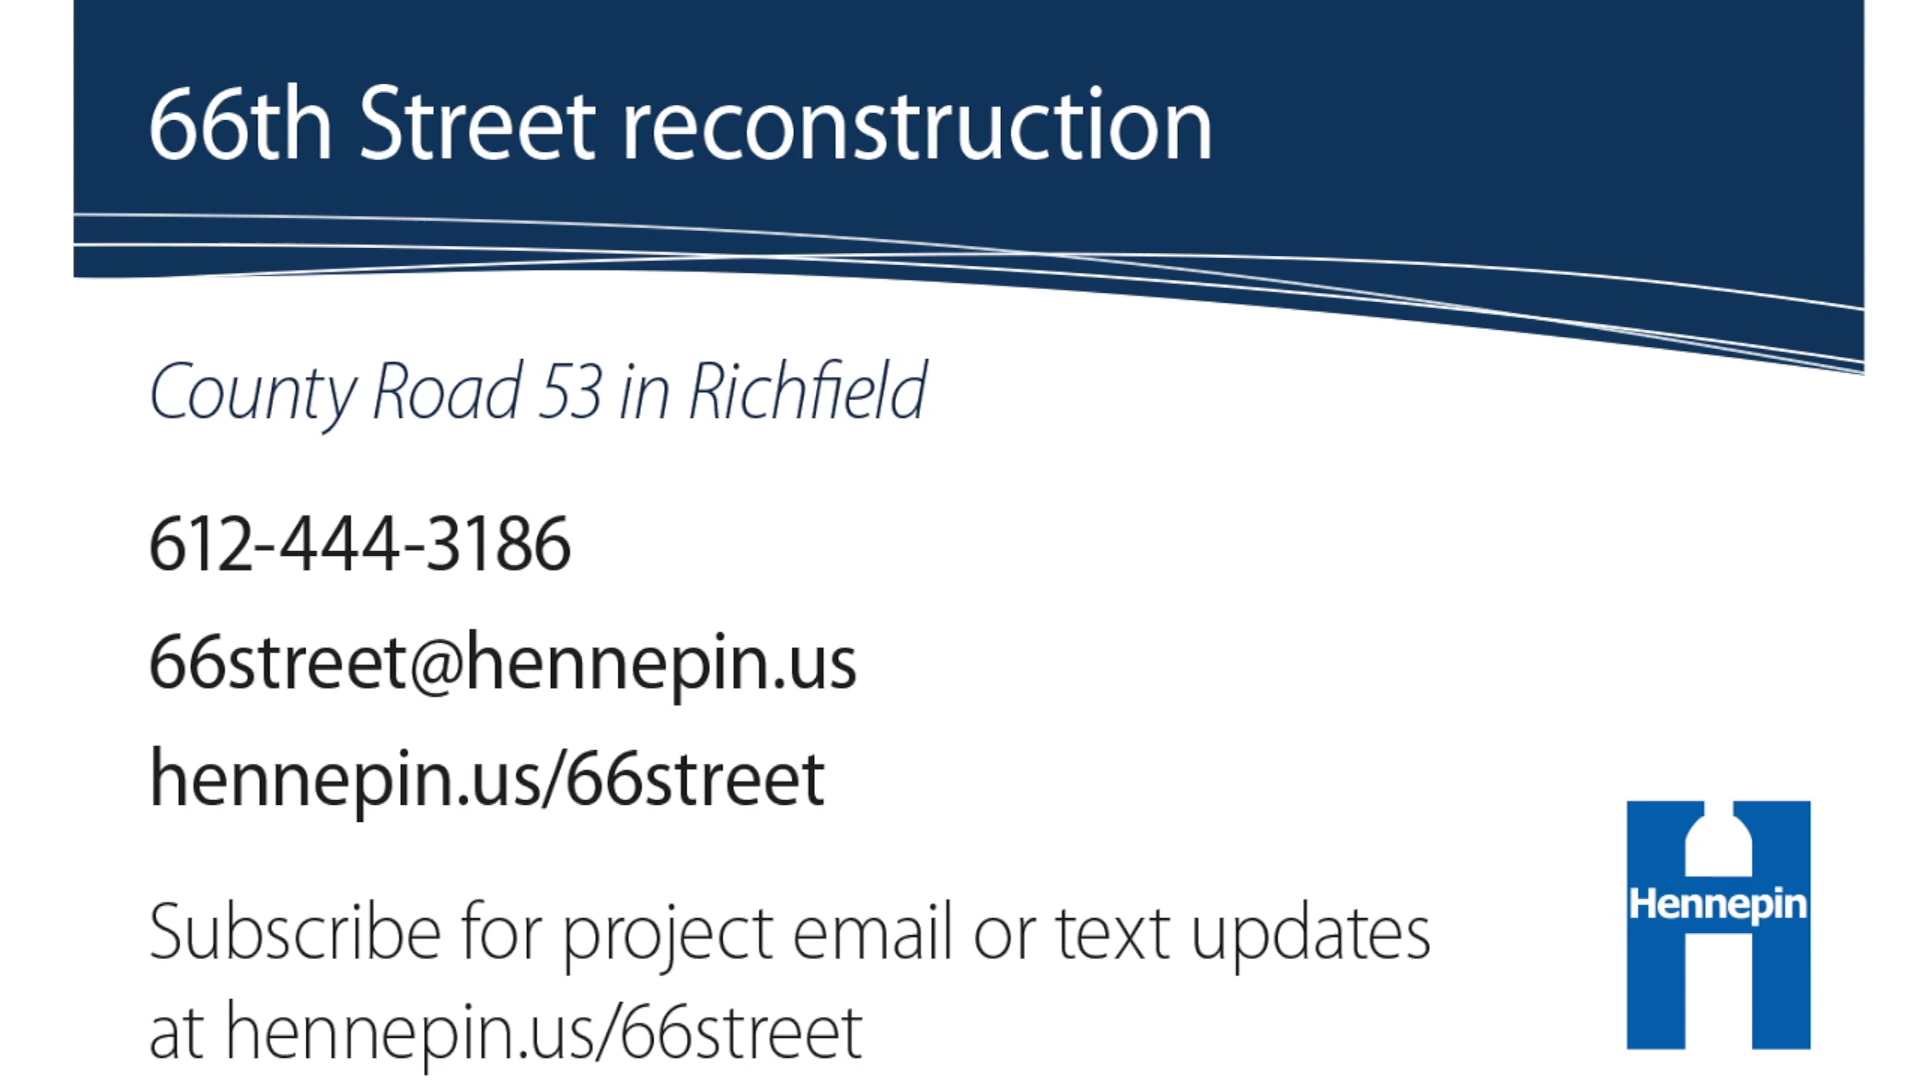 66th Street reconstruction
County Road 53 in Richfield
612-444-3186
66street@hennepin.us
hennepin.us/66street
Subscribe for project email or text updates
at hennepin.us/66street
Hennepin